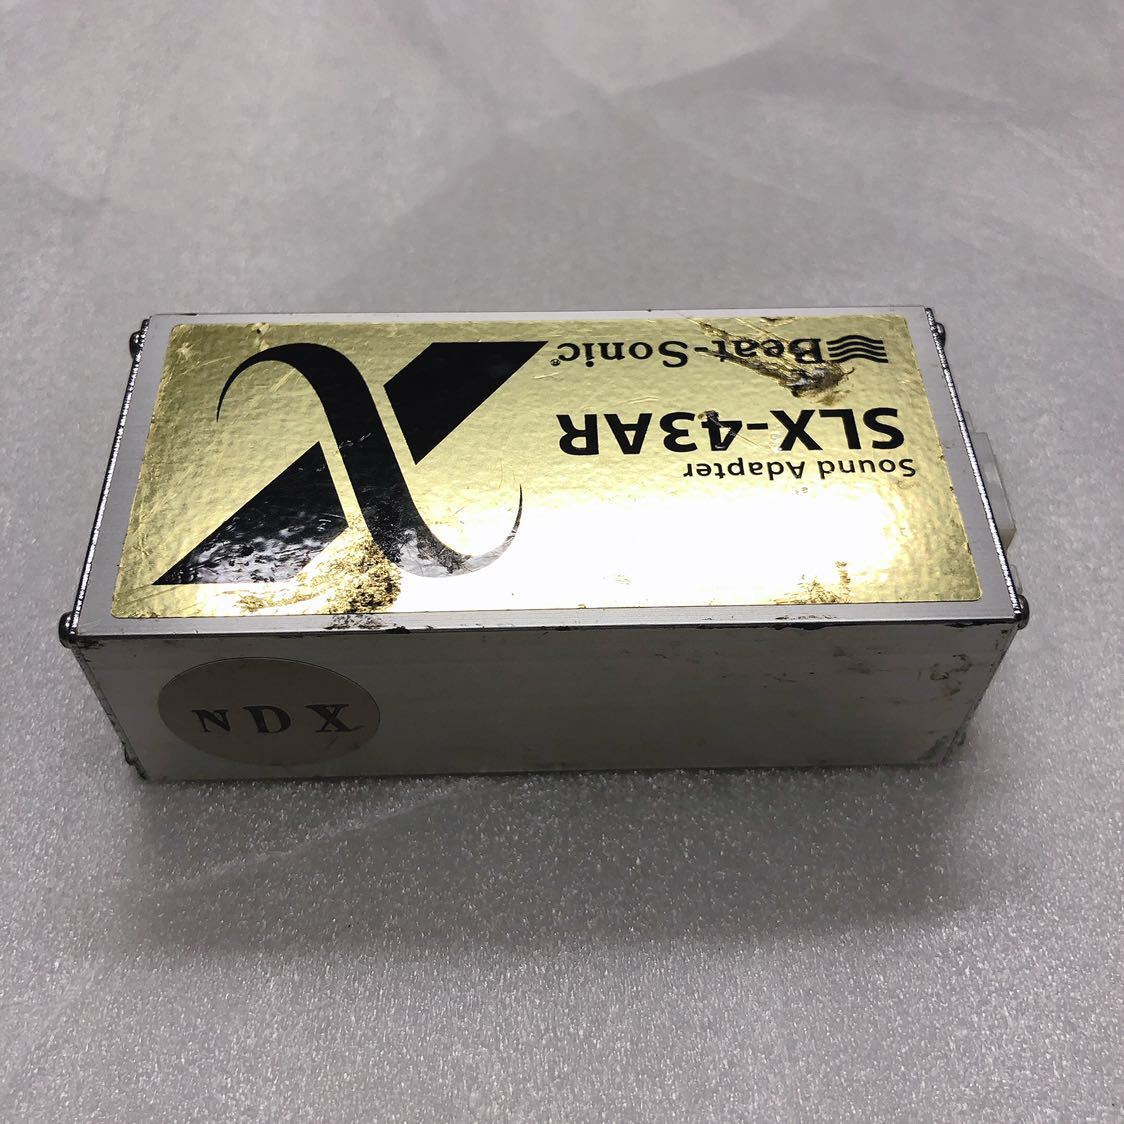 Beat-Sonic®
SLX-43AR
Sound Adapter
NDX